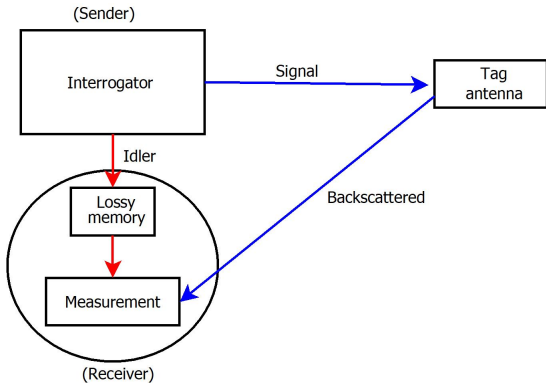 (Sender)
Interrogator
Signal
Tag
antenna
Idler
Lossy
memory
Backscattered
Measurement
(Receiver)